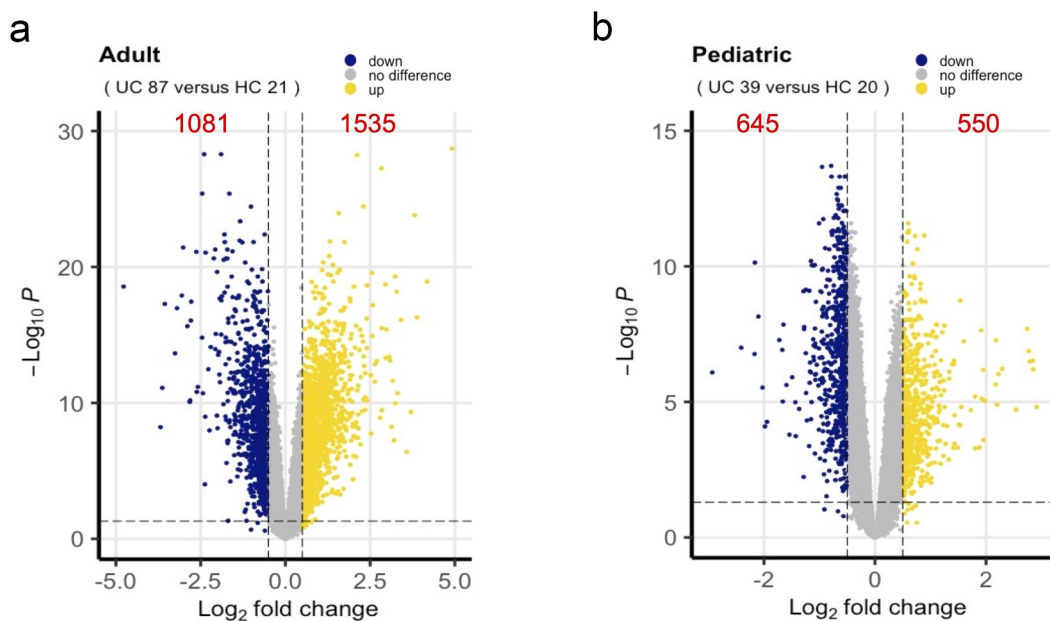 a
Adult
( UC 87 versus HC 21 )
down
no difference
up
1081
1535
30
20
10
0
-5.0
-2.5
0.0
2.5
5.0
−Log10 P
Log2 fold change
b
Pediatric
( UC 39 versus HC 20 )
down
no difference
up
645
550
15
10
5
0
-2
0
2
−Log10 P
Log2 fold change